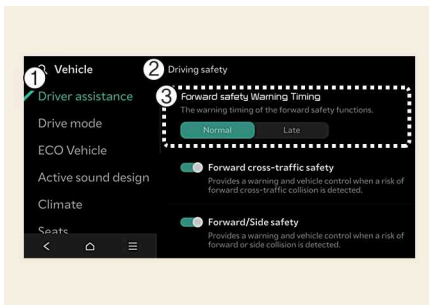 Vehicle
1
Driver assistance
Drive mode
ECO Vehicle
Active sound design
Climate
Seats
2 Driving safety
3 Forward safety Warning Timing
The warning timing of the forward safety functions.
Normal Late
Forward cross-traffic safety
Provides a warning and vehicle control when a risk of
forward cross-traffic collision is detected.
Forward/Side safety
Provides a warning and vehicle control when a risk of
forward or side collision is detected.